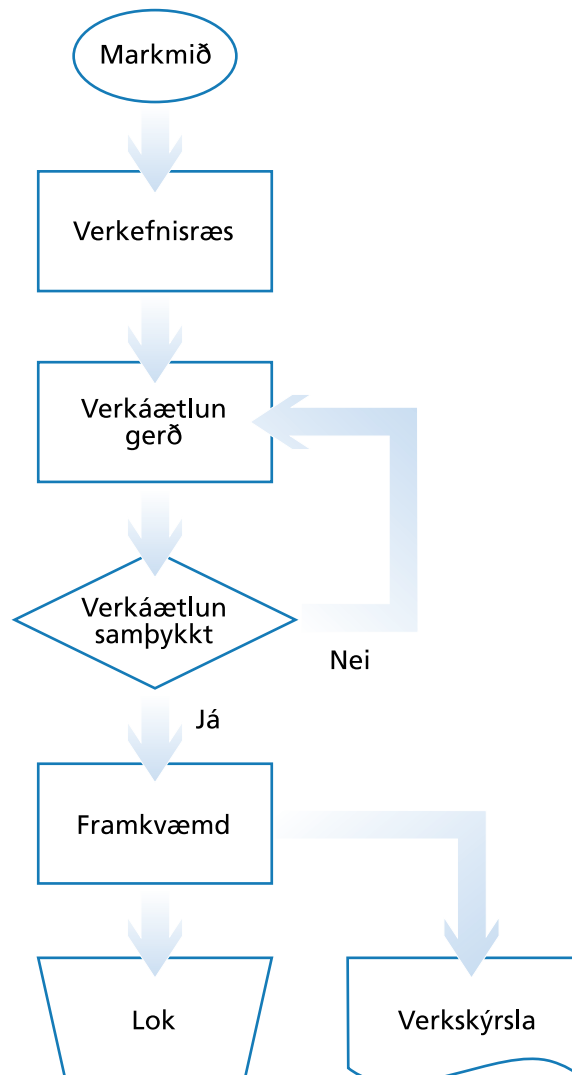 Markmið
Verkefnisræs
Verkáætlun
gerð
Verkáætlun
samþykkt
Nei
Já
Framkvæmd
Lok
Verkskýrsla